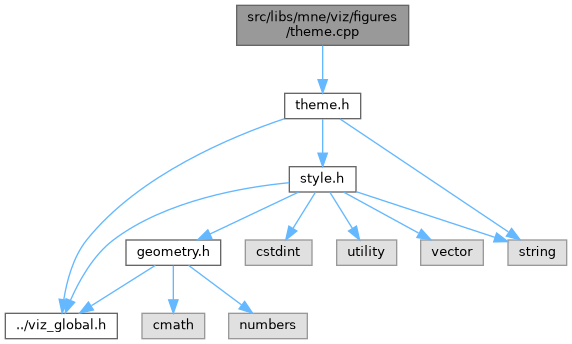 src/libs/mne/viz/figures
/theme.cpp
theme.h
style.h
geometry.h
cstdint
utility
vector
string
../viz_global.h
cmath
numbers